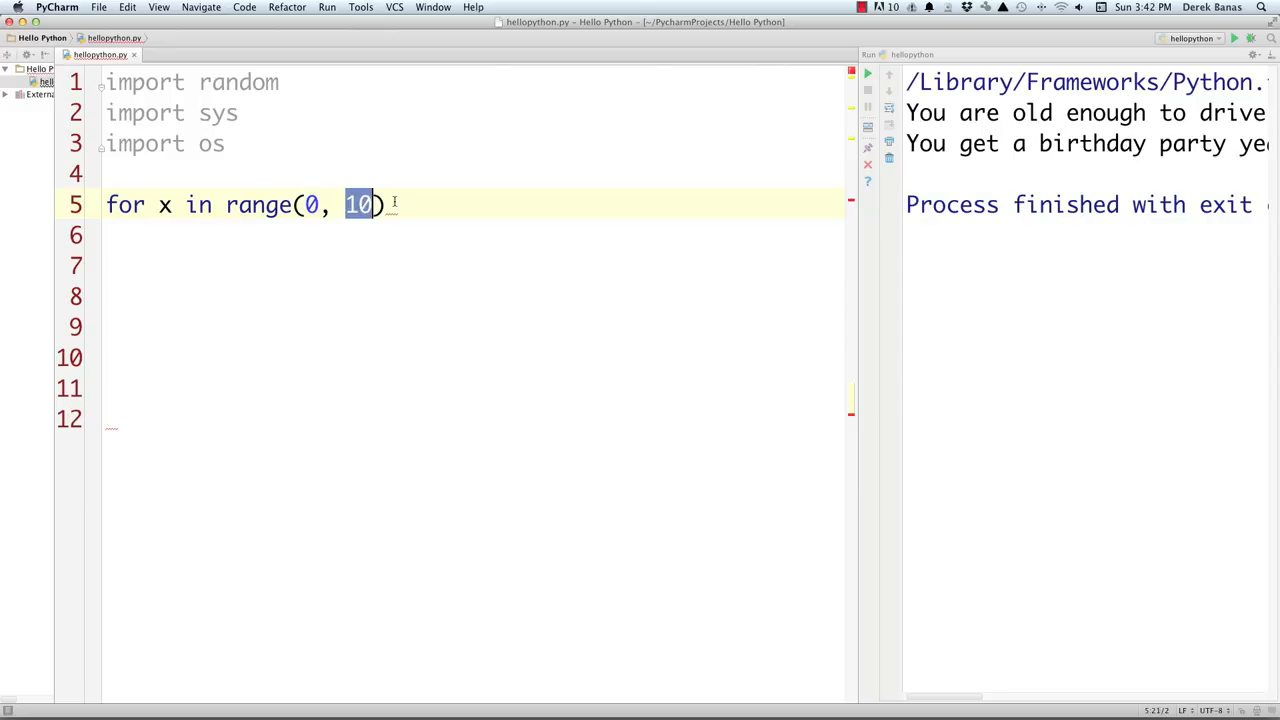 PyCharm File Edit View Navigate Code Refactor Run Tools VCS Window Help 10 Sun 3:42 PM Derek Banas
hellopython.py – Hello Python – [~/PycharmProjects/Hello Python]
Hello Python hellopython.py hellopython
hellopython.py × Run hellopython
Hello P
hell
Externa
1 import random
2 import sys
3 import os
4
5 for x in range(0, 10)
6
7
8
9
10
11
12
/Library/Frameworks/Python.
You are old enough to drive
You get a birthday party ye
Process finished with exit
5:21/2 LF UTF-8